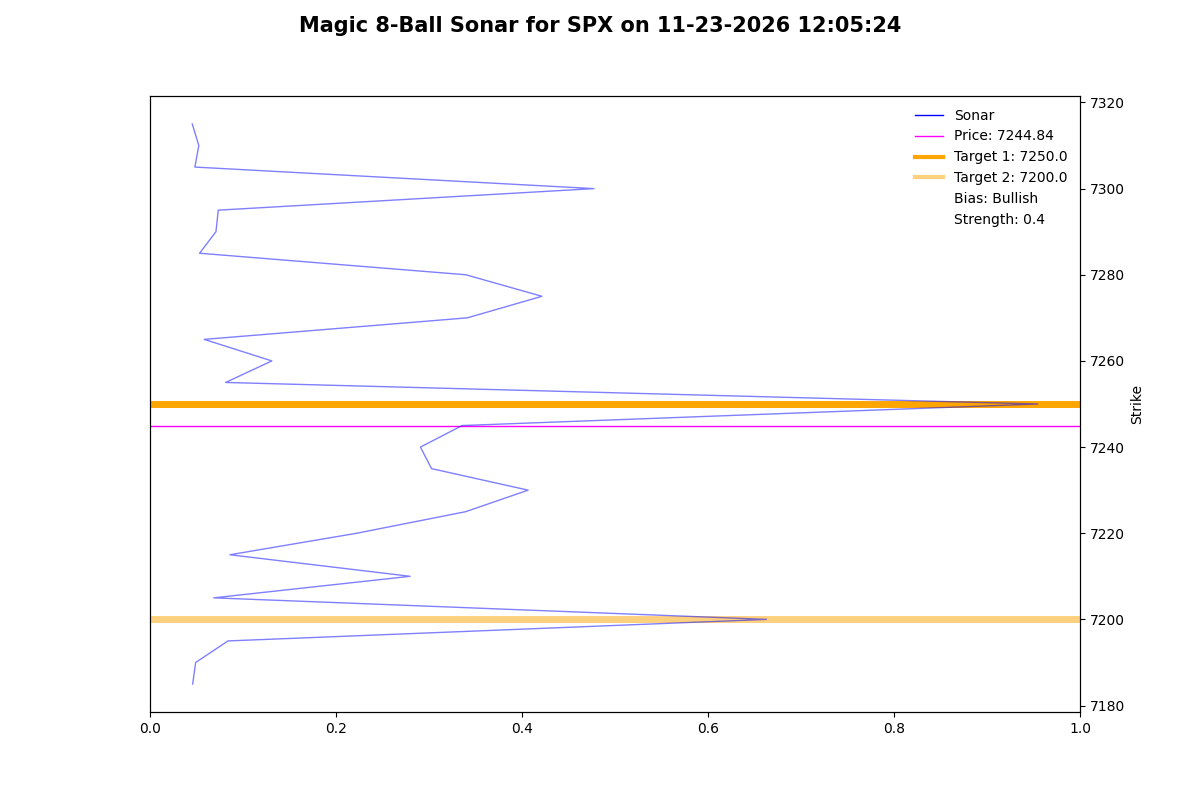 Magic 8-Ball Sonar for SPX on 11-23-2026 12:05:24
Sonar
Price: 7244.84
Target 1: 7250.0
Target 2: 7200.0
Bias: Bullish
Strength: 0.4
7320
7300
7280
7260
7240
7220
7200
7180
Strike
0.0 0.2 0.4 0.6 0.8 1.0